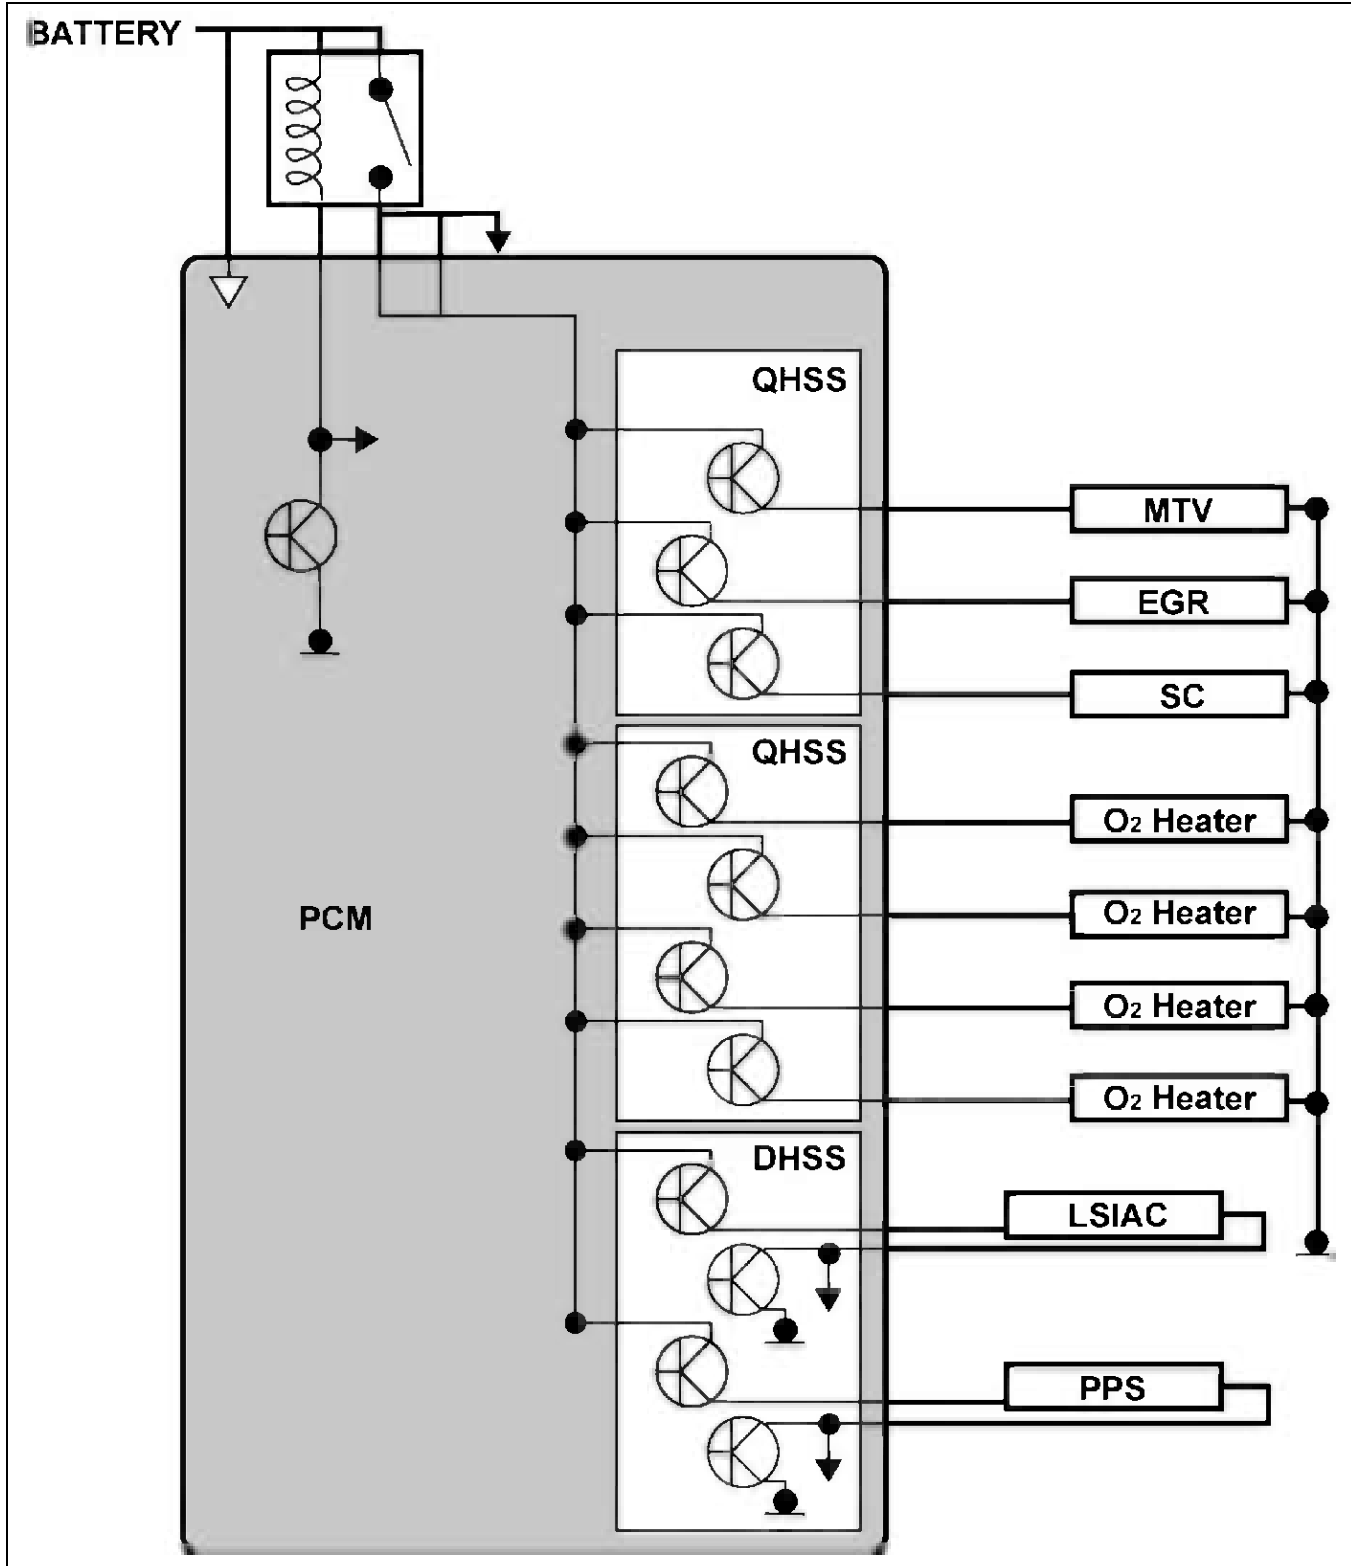 BATTERY
QHSS
MTV
EGR
SC
QHSS
O2 Heater
PCM
O2 Heater
O2 Heater
O2 Heater
DHSS
LSIAC
PPS